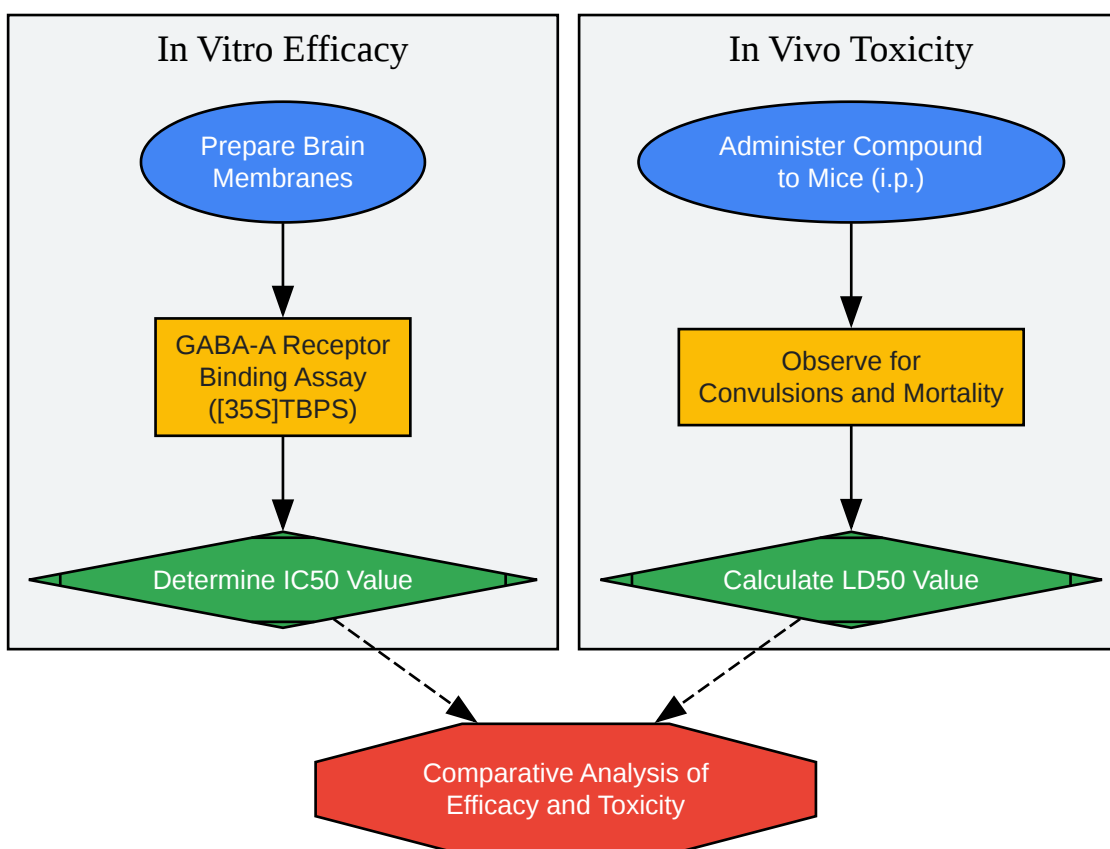 In Vitro Efficacy
Prepare Brain
Membranes
GABA-A Receptor
Binding Assay
([35S]TBPS)
Determine IC50 Value
In Vivo Toxicity
Administer Compound
to Mice (i.p.)
Observe for
Convulsions and Mortality
Calculate LD50 Value
Comparative Analysis of
Efficacy and Toxicity